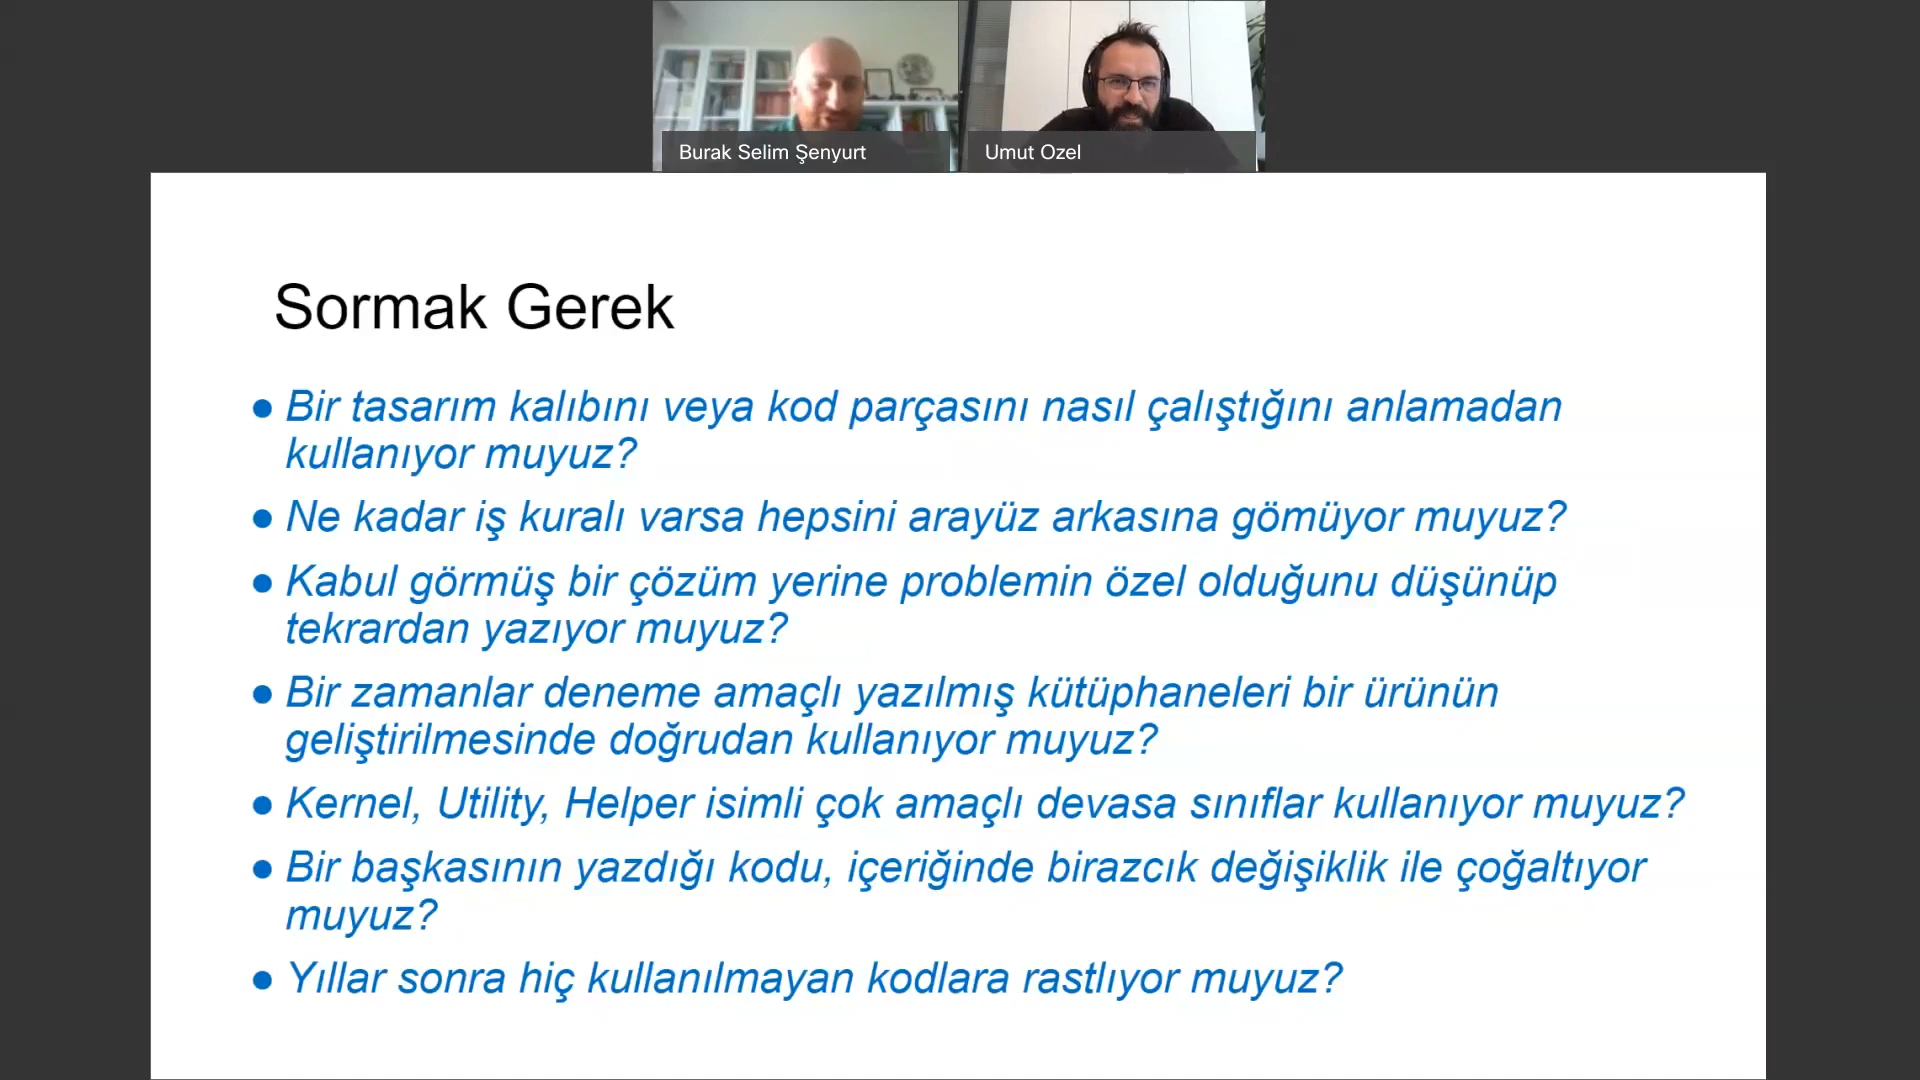 Burak Selim Şenyurt
Umut Ozel
Sormak Gerek
● Bir tasarım kalıbını veya kod parçasını nasıl çalıştığını anlamadan
kullanıyor muyuz?
● Ne kadar iş kuralı varsa hepsini arayüz arkasına gömüyor muyuz?
● Kabul görmüş bir çözüm yerine problemin özel olduğunu düşünüp
tekrardan yazıyor muyuz?
● Bir zamanlar deneme amaçlı yazılmış kütüphaneleri bir ürünün
geliştirilmesinde doğrudan kullanıyor muyuz?
● Kernel, Utility, Helper isimli çok amaçlı devasa sınıflar kullanıyor muyuz?
● Bir başkasının yazdığı kodu, içeriğinde birazcık değişiklik ile çoğaltıyor
muyuz?
● Yıllar sonra hiç kullanılmayan kodlara rastlıyor muyuz?